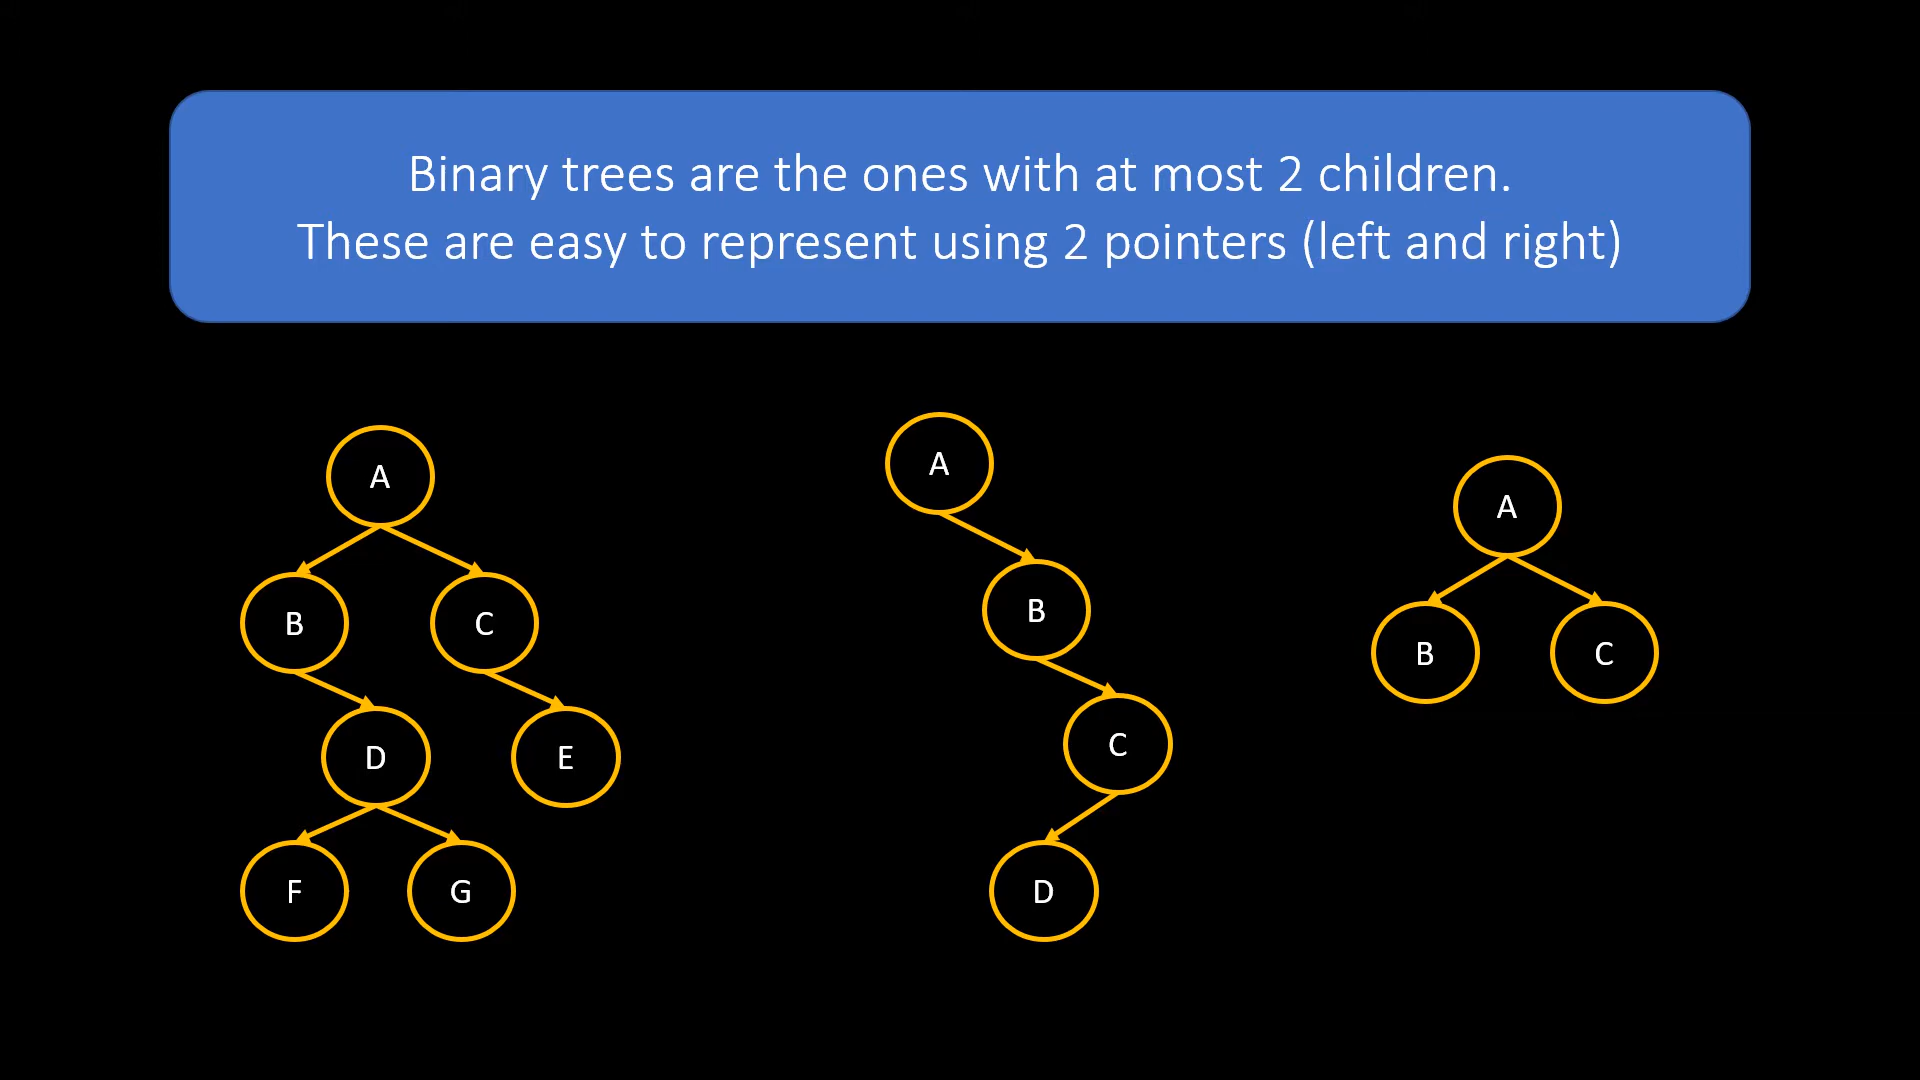 Binary trees are the ones with at most 2 children.
These are easy to represent using 2 pointers (left and right)
A
B
C
D
E
F
G
A
B
C
D
A
B
C